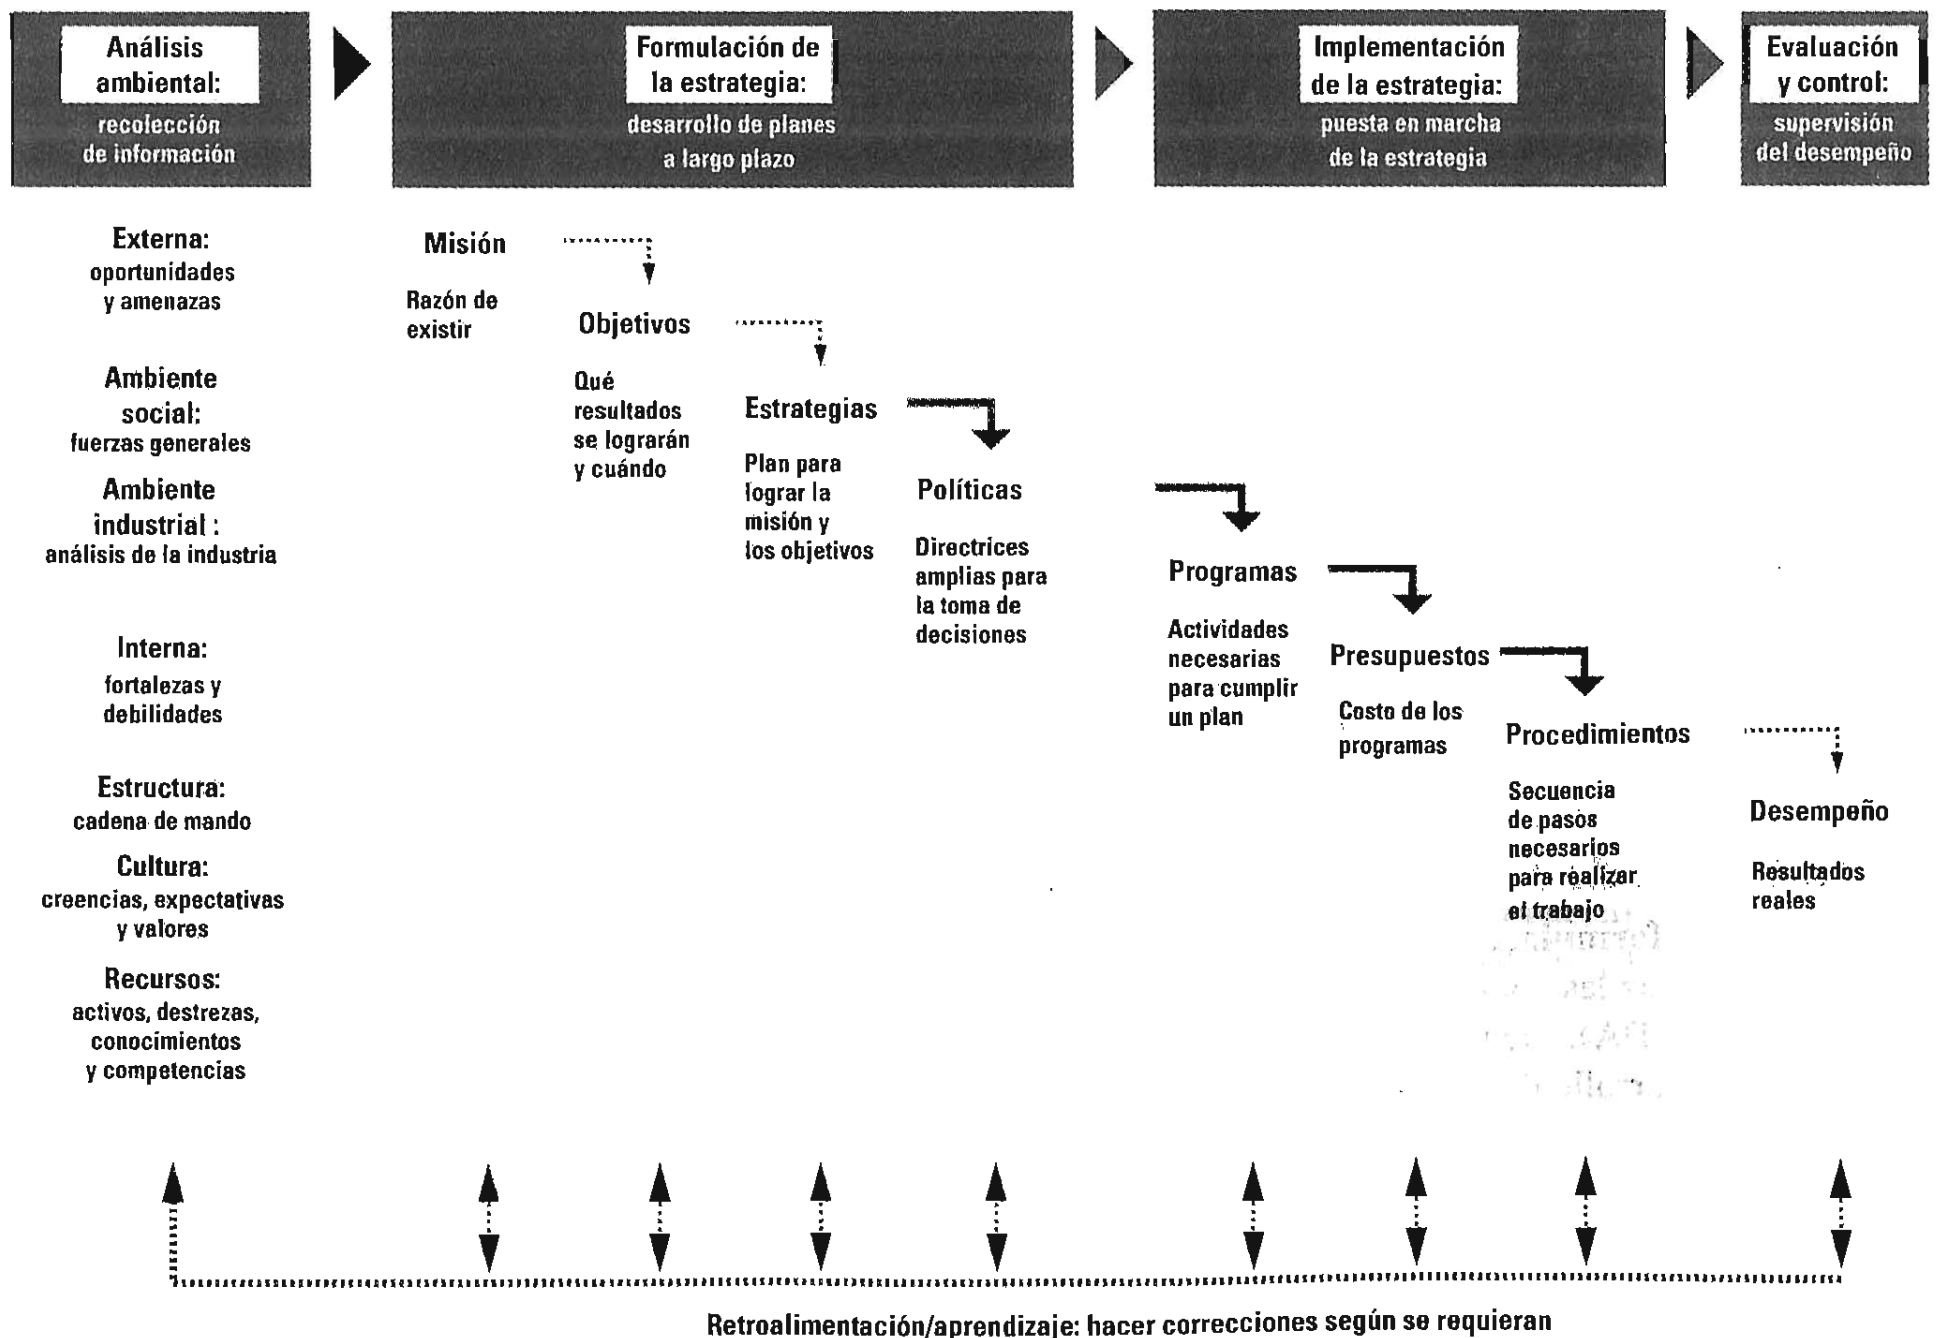 Análisis
ambiental:
recolección
de información
Formulación de
la estrategia:
desarrollo de planes
a largo plazo
Implementación
de la estrategia:
puesta en marcha
de la estrategia
Evaluación
y control:
supervisión
del desempeño
Externa:
oportunidades
y amenazas
Ambiente
social:
fuerzas generales
Ambiente
industrial :
análisis de la industria
Interna:
fortalezas y
debilidades
Estructura:
cadena de mando
Cultura:
creencias, expectativas
y valores
Recursos:
activos, destrezas,
conocimientos
y competencias
Misión
Razón de
existir
Objetivos
Qué
resultados
se lograrán
y cuándo
Estrategias
Plan para
lograr la
misión y
los objetivos
Políticas
Directrices
amplias para
la toma de
decisiones
Programas
Actividades
necesarias
para cumplir
un plan
Presupuestos
Costo de los
programas
Procedimientos
Secuencia
de pasos
necesarios
para realizar
el trabajo
Desempeño
Resultados
reales
Retroalimentación/aprendizaje: hacer correcciones según se requieran